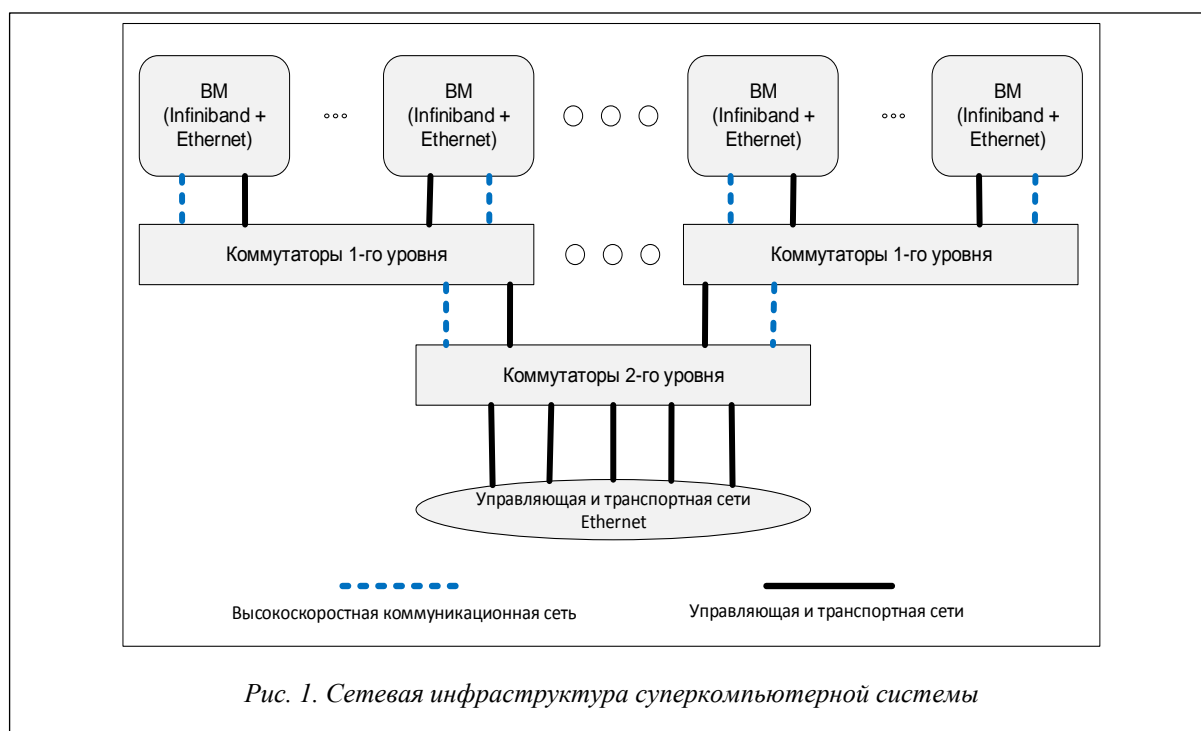 ВМ
(Infiniband +
Ethernet)
ВМ
(Infiniband +
Ethernet)
ВМ
(Infiniband +
Ethernet)
ВМ
(Infiniband +
Ethernet)
Коммутаторы 1-го уровня
Коммутаторы 1-го уровня
Коммутаторы 2-го уровня
Управляющая и транспортная сети
Ethernet
Высокоскоростная коммуникационная сеть
Управляющая и транспортная сети
Рис. 1. Сетевая инфраструктура суперкомпьютерной системы